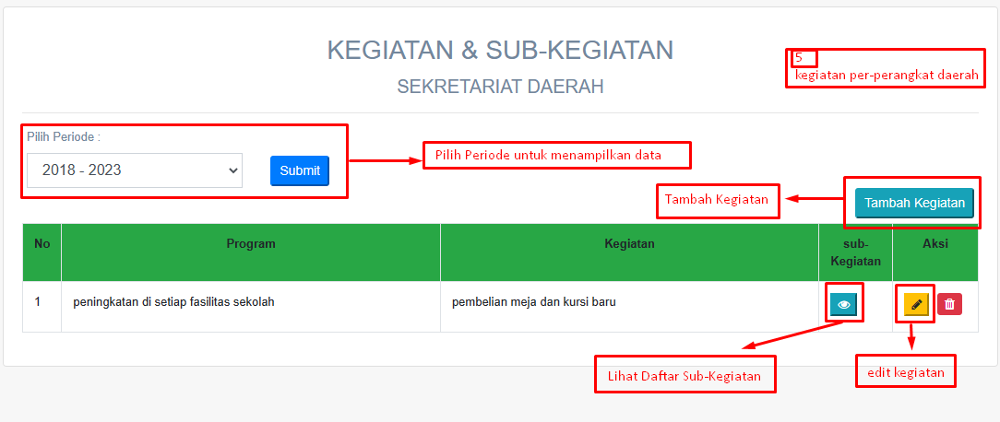 KEGIATAN & SUB-KEGIATAN
SEKRETARIAT DAERAH
5
kegiatan per-perangkat daerah
Pilih Periode :
2018 - 2023
Submit
Pilih Periode untuk menampilkan data
Tambah Kegiatan
Tambah Kegiatan
No Program Kegiatan sub-
Kegiatan Aksi
1 peningkatan di setiap fasilitas sekolah pembelian meja dan kursi baru
Lihat Daftar Sub-Kegiatan
edit kegiatan